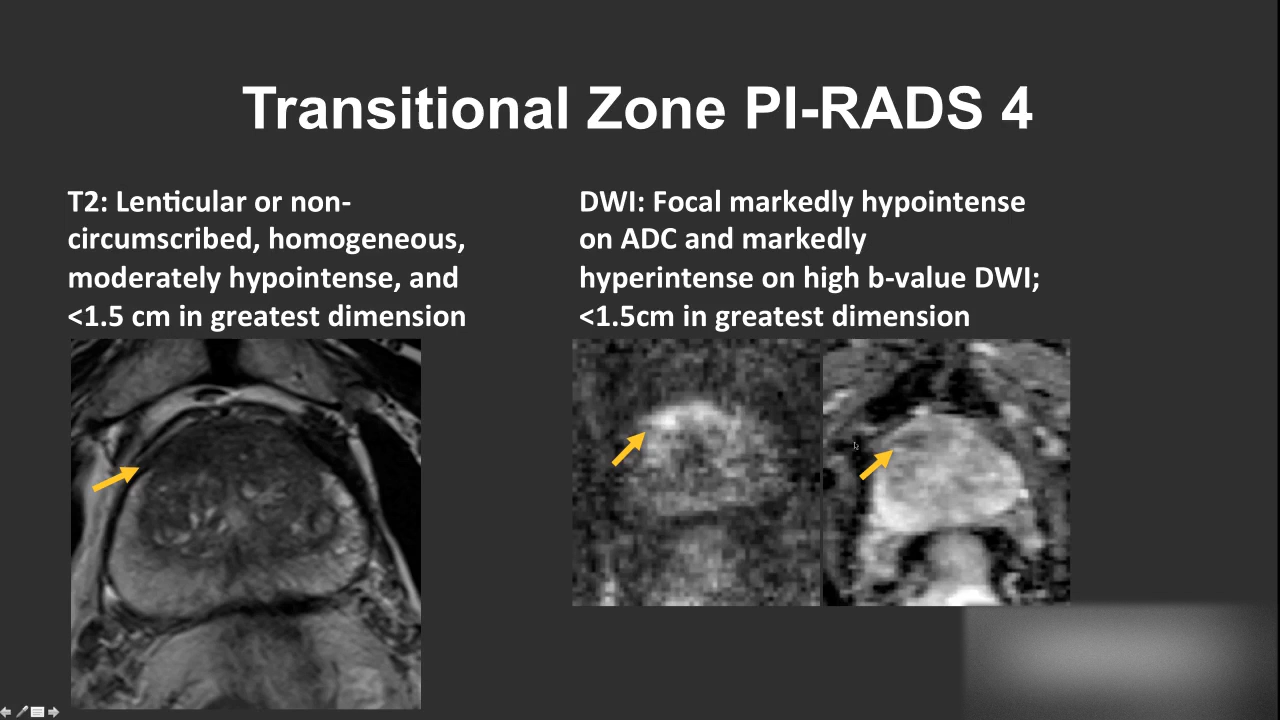 Transitional Zone PI-RADS 4
T2: Lenticular or non-
circumscribed, homogeneous,
moderately hypointense, and
<1.5 cm in greatest dimension
DWI: Focal markedly hypointense
on ADC and markedly
hyperintense on high b-value DWI;
<1.5cm in greatest dimension